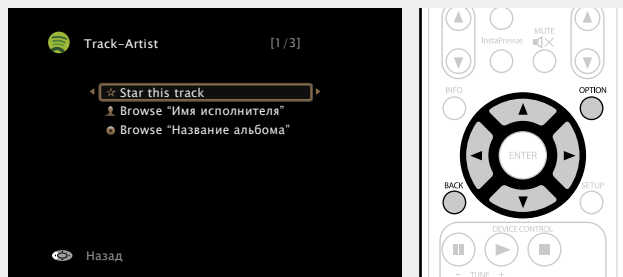 Track-Artist [1/3]
☆ Star this track
Browse “Имя исполнителя”
Browse “Название альбома”
Назад
InstaPrevue MUTE
INFO OPTION
ENTER
BACK SETUP
DEVICE CONTROL
- TUNE +